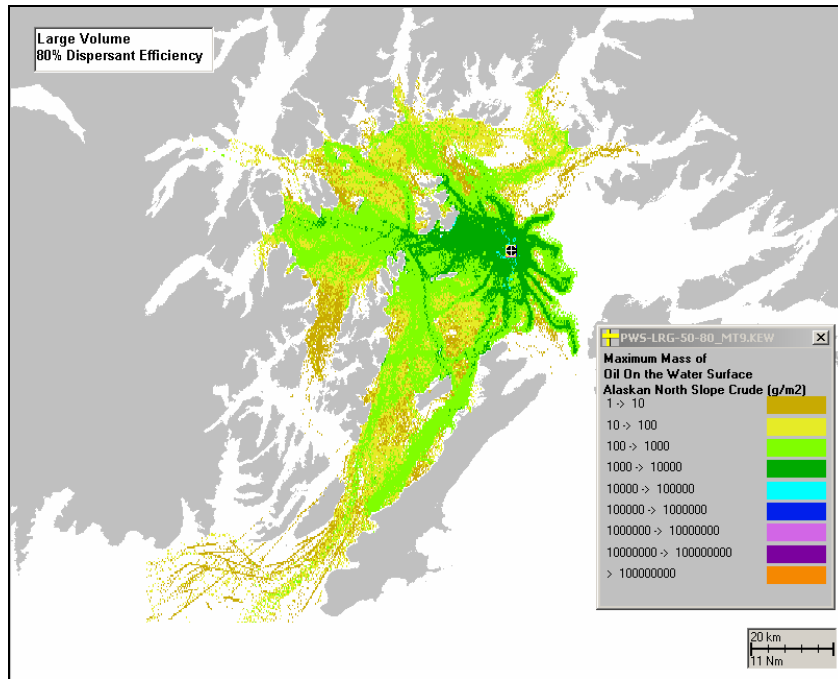 Large Volume
80% Dispersant Efficiency
PWS-LRG-50-80_MT9.KEW
Maximum Mass of
Oil On the Water Surface
Alaskan North Slope Crude (g/m2)
1 -> 10
10 -> 100
100 -> 1000
1000 -> 10000
10000 -> 100000
100000 -> 1000000
1000000 -> 10000000
10000000 -> 100000000
> 100000000
20 km
11 Nm